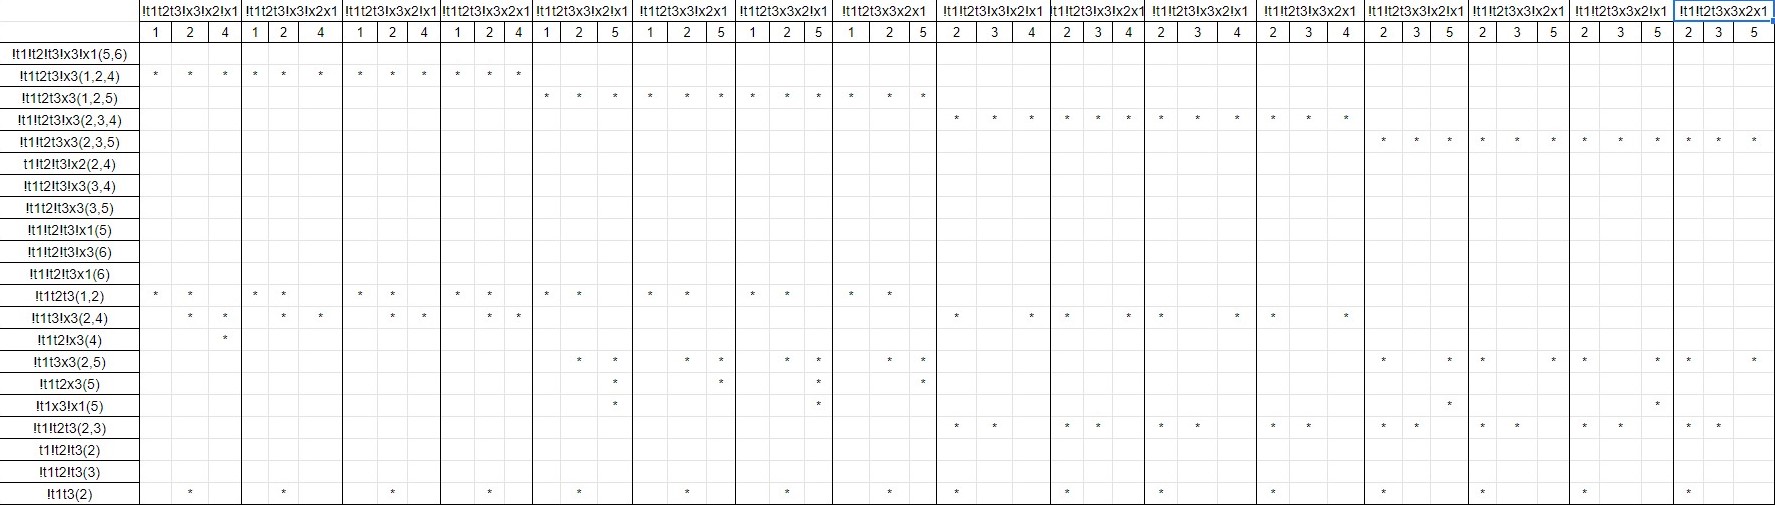 !t1t2t3!x3!x2!x1 !t1t2t3!x3!x2x1 !t1t2t3!x3x2!x1 !t1t2t3!x3x2x1 !t1t2t3x3!x2!x1 !t1t2t3x3!x2x1 !t1t2t3x3x2!x1 !t1t2t3x3x2x1 !t1!t2t3!x3!x2!x1 !t1!t2t3!x3!x2x1 !t1!t2t3!x3x2!x1 !t1!t2t3!x3x2x1 !t1!t2t3x3!x2!x1 !t1!t2t3x3!x2x1 !t1!t2t3x3x2!x1 !t1!t2t3x3x2x1
1 2 4 1 2 4 1 2 4 1 2 4 1 2 5 1 2 5 1 2 5 1 2 5 2 3 4 2 3 4 2 3 4 2 3 4 2 3 5 2 3 5 2 3 5 2 3 5
!t1!t2!t3!x3!x1(5,6)
!t1t2t3!x3(1,2,4) * * * * * * * * * * * *
!t1t2t3x3(1,2,5) * * * * * * * * * * * *
!t1!t2t3!x3(2,3,4) * * * * * * * * * * * *
!t1!t2t3x3(2,3,5) * * * * * * * * * * * *
t1!t2!t3!x2(2,4)
!t1t2!t3!x3(3,4)
!t1t2!t3x3(3,5)
!t1!t2!t3!x1(5)
!t1!t2!t3!x3(6)
!t1!t2!t3x1(6)
!t1t2t3(1,2) * * * * * * * * * * * * * * * *
!t1t3!x3(2,4) * * * * * * * * * * * * * * * *
!t1t2!x3(4) *
!t1t3x3(2,5) * * * * * * * * * * * * * * * *
!t1t2x3(5) * * * *
!t1x3!x1(5) * * * *
!t1!t2t3(2,3) * * * * * * * * * * * * * * * *
t1!t2!t3(2)
!t1t2!t3(3)
!t1t3(2) * * * * * * * * * * * * * * * *